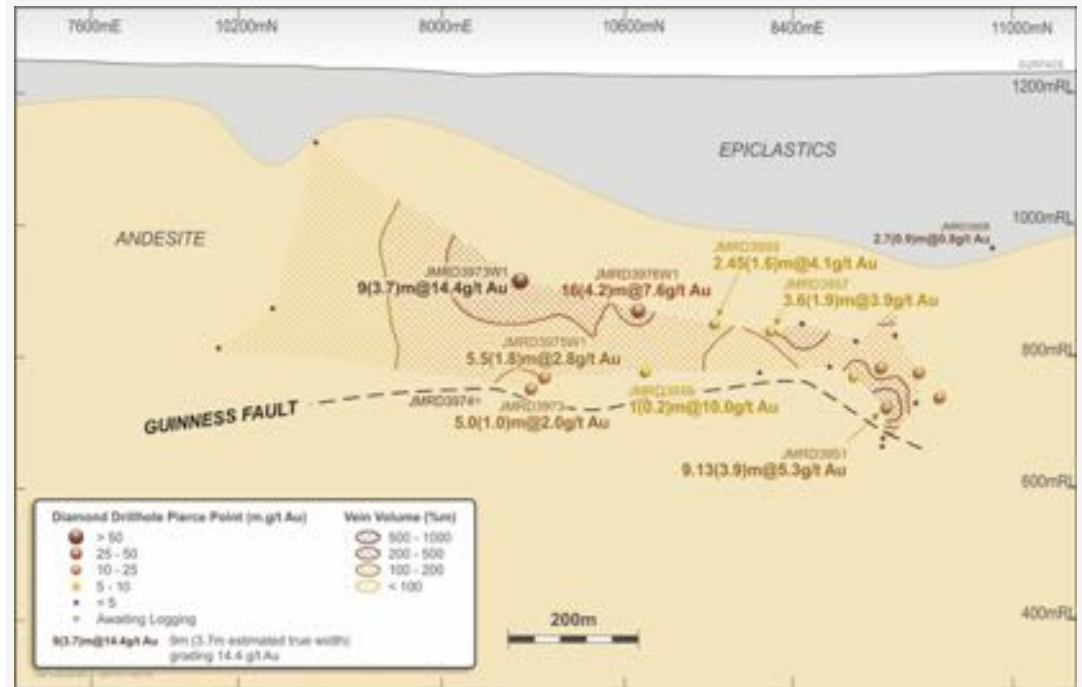 7600mE 10200mN 8000mE 10600mN 8400mE 11000mN
SURFACE
1200mRL
EPICLASTICS
1000mRL
ANDESITE
2.7(0.9)m@0.8g/t Au
2.45(1.6)m@4.1g/t Au
JMRD3973W1
9(3.7)m@14.4g/t Au
JMRD3976W1
16(4.2)m@7.6g/t Au
JMRD3957
3.6(1.9)m@3.9g/t Au
800mRL
JMRD3975W1
5.5(1.8)m@2.8g/t Au
GUINNESS FAULT
JMRD3974
JMRD3973
5.0(1.0)m@2.0g/t Au
1(0.2)m@10.0g/t Au
JMRD3951
9.13(3.9)m@5.3g/t Au
600mRL
Diamond Drillhole Pierce Point (m.g/t Au)
> 50
25 - 50
10 - 25
5 - 10
< 5
Awaiting Logging
Vein Volume (%m)
500 - 1000
200 - 500
100 - 200
< 100
9(3.7)m@14.4g/t Au 9m (3.7m estimated true width)
grading 14.4 g/t Au
200m
400mRL